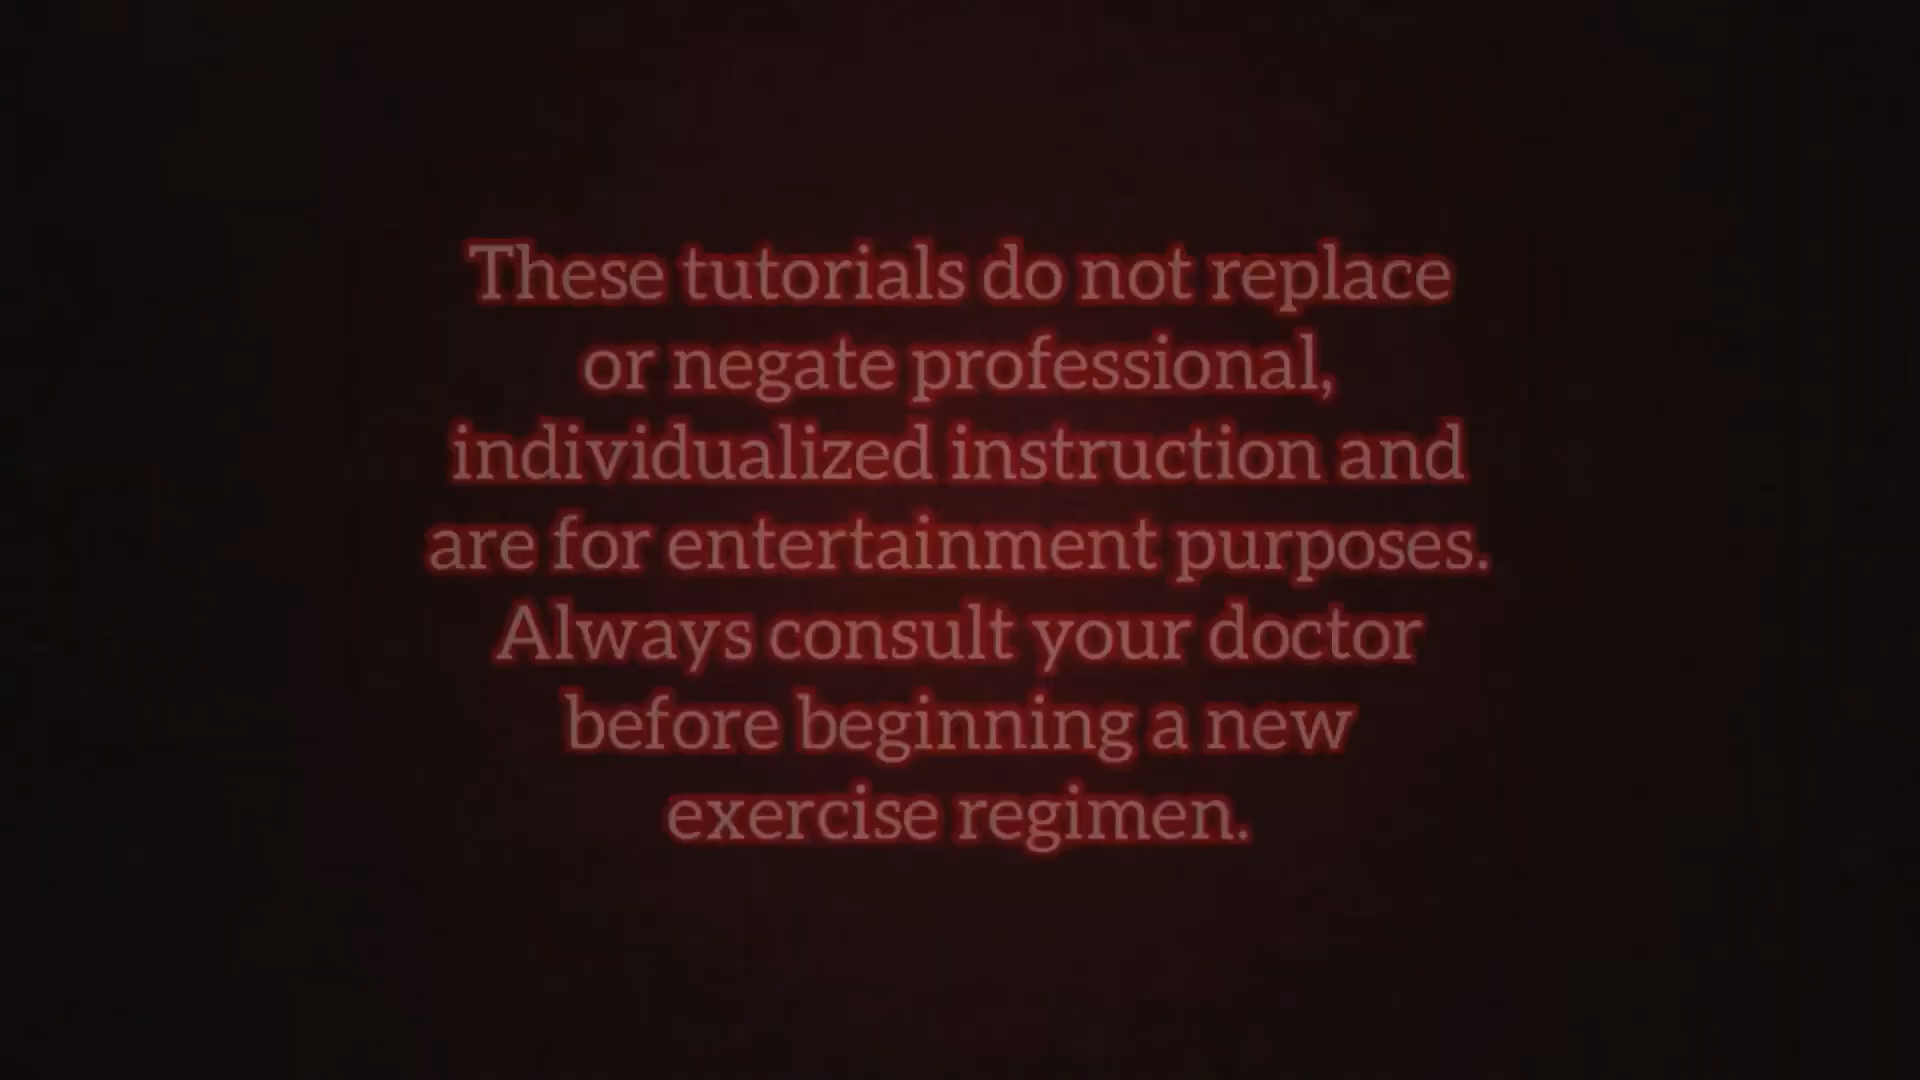 These tutorials do not replace
or negate professional,
individualized instruction and
are for entertainment purposes.
Always consult your doctor
before beginning a new
exercise regimen.